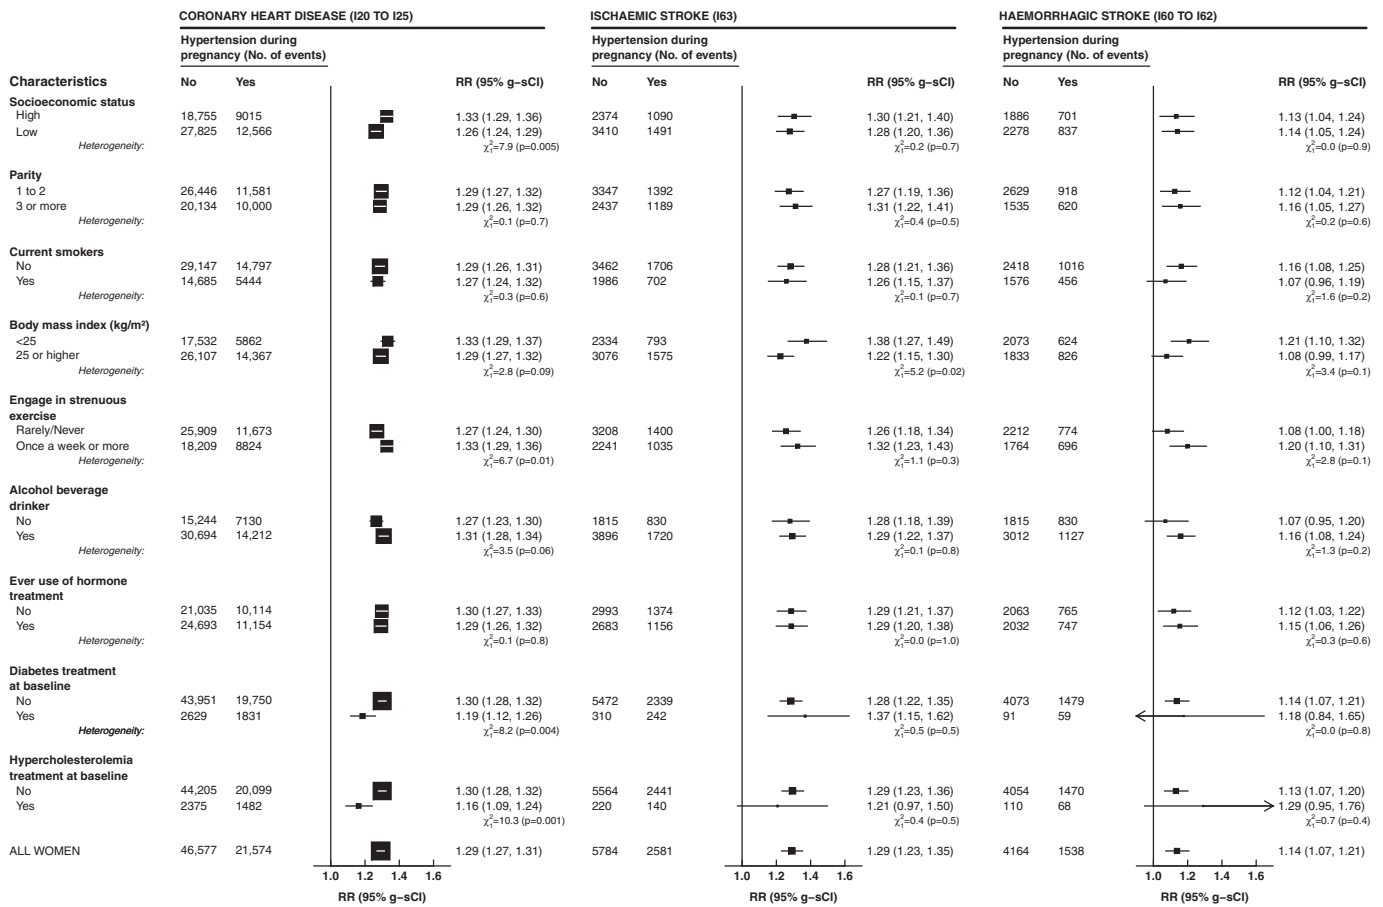 CORONARY HEART DISEASE (I20 TO I25) ISCHAEMIC STROKE (I63) HAEMORRHAGIC STROKE (I60 TO I62)
Hypertension during Hypertension during Hypertension during
pregnancy (No. of events) pregnancy (No. of events) pregnancy (No. of events)
Characteristics No Yes RR (95% g–sCI) No Yes RR (95% g–sCI) No Yes RR (95% g–sCI)
Socioeconomic status
High 18,755 9015 1.33 (1.29, 1.36) 2374 1090 1.30 (1.21, 1.40) 1886 701 1.13 (1.04, 1.24)
Low 27,825 12,566 1.26 (1.24, 1.29) 3410 1491 1.28 (1.20, 1.36) 2278 837 1.14 (1.05, 1.24)
Heterogeneity: χ²₁=7.9 (p=0.005) χ²₁=0.2 (p=0.7) χ²₁=0.0 (p=0.9)
Parity
1 to 2 26,446 11,581 1.29 (1.27, 1.32) 3347 1392 1.27 (1.19, 1.36) 2629 918 1.12 (1.04, 1.21)
3 or more 20,134 10,000 1.29 (1.26, 1.32) 2437 1189 1.31 (1.22, 1.41) 1535 620 1.16 (1.05, 1.27)
Heterogeneity: χ²₁=0.1 (p=0.7) χ²₁=0.4 (p=0.5) χ²₁=0.2 (p=0.6)
Current smokers
No 29,147 14,797 1.29 (1.26, 1.31) 3462 1706 1.28 (1.21, 1.36) 2418 1016 1.16 (1.08, 1.25)
Yes 14,685 5444 1.27 (1.24, 1.32) 1986 702 1.26 (1.15, 1.37) 1576 456 1.07 (0.96, 1.19)
Heterogeneity: χ²₁=0.3 (p=0.6) χ²₁=0.1 (p=0.7) χ²₁=1.6 (p=0.2)
Body mass index (kg/m²)
<25 17,532 5862 1.33 (1.29, 1.37) 2334 793 1.38 (1.27, 1.49) 2073 624 1.21 (1.10, 1.32)
25 or higher 26,107 14,367 1.29 (1.27, 1.32) 3076 1575 1.22 (1.15, 1.30) 1833 826 1.08 (0.99, 1.17)
Heterogeneity: χ²₁=2.8 (p=0.09) χ²₁=5.2 (p=0.02) χ²₁=3.4 (p=0.1)
Engage in strenuous
exercise
Rarely/Never 25,909 11,673 1.27 (1.24, 1.30) 3208 1400 1.26 (1.18, 1.34) 2212 774 1.08 (1.00, 1.18)
Once a week or more 18,209 8824 1.33 (1.29, 1.36) 2241 1035 1.32 (1.23, 1.43) 1764 696 1.20 (1.10, 1.31)
Heterogeneity: χ²₁=6.7 (p=0.01) χ²₁=1.1 (p=0.3) χ²₁=2.8 (p=0.1)
Alcohol beverage
drinker
No 15,244 7130 1.27 (1.23, 1.30) 1815 830 1.28 (1.18, 1.39) 1815 830 1.07 (0.95, 1.20)
Yes 30,694 14,212 1.31 (1.28, 1.34) 3896 1720 1.29 (1.22, 1.37) 3012 1127 1.16 (1.08, 1.24)
Heterogeneity: χ²₁=3.5 (p=0.06) χ²₁=0.1 (p=0.8) χ²₁=1.3 (p=0.2)
Ever use of hormone
treatment
No 21,035 10,114 1.30 (1.27, 1.33) 2993 1374 1.29 (1.21, 1.37) 2063 765 1.12 (1.03, 1.22)
Yes 24,693 11,154 1.29 (1.26, 1.32) 2683 1156 1.29 (1.20, 1.38) 2032 747 1.15 (1.06, 1.26)
Heterogeneity: χ²₁=0.1 (p=0.8) χ²₁=0.0 (p=1.0) χ²₁=0.3 (p=0.6)
Diabetes treatment
at baseline
No 43,951 19,750 1.30 (1.28, 1.32) 5472 2339 1.28 (1.22, 1.35) 4073 1479 1.14 (1.07, 1.21)
Yes 2629 1831 1.19 (1.12, 1.26) 310 242 1.37 (1.15, 1.62) 91 59 1.18 (0.84, 1.65)
Heterogeneity: χ²₁=8.2 (p=0.004) χ²₁=0.5 (p=0.5) χ²₁=0.0 (p=0.8)
Hypercholesterolemia
treatment at baseline
No 44,205 20,099 1.30 (1.28, 1.32) 5564 2441 1.29 (1.23, 1.36) 4054 1470 1.13 (1.07, 1.20)
Yes 2375 1482 1.16 (1.09, 1.24) 220 140 1.21 (0.97, 1.50) 110 68 1.29 (0.95, 1.76)
Heterogeneity: χ²₁=10.3 (p=0.001) χ²₁=0.4 (p=0.5) χ²₁=0.7 (p=0.4)
ALL WOMEN 46,577 21,574 1.29 (1.27, 1.31) 5784 2581 1.29 (1.23, 1.35) 4164 1538 1.14 (1.07, 1.21)
1.0 1.2 1.4 1.6 1.0 1.2 1.4 1.6 1.0 1.2 1.4 1.6
RR (95% g–sCI) RR (95% g–sCI) RR (95% g–sCI)